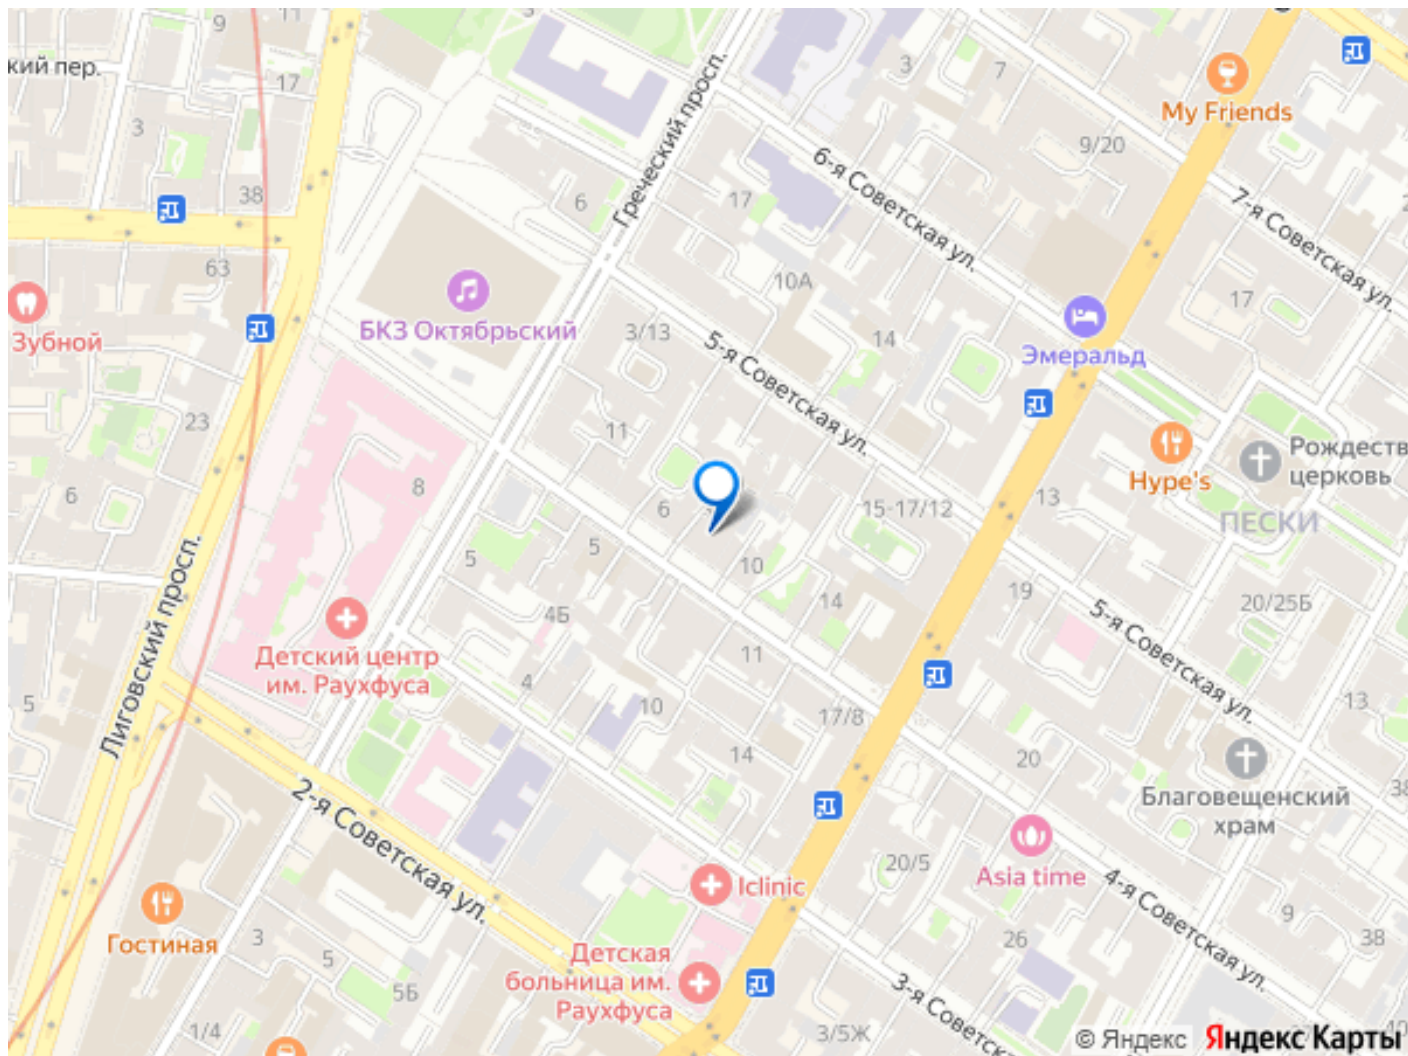 9
11
кий пер.
17
3
38
63
Зубной
23
6
5
Лиговский просп.
Греческий просп.
6
17
3
7
My Friends
9/20
6-я Советская ул.
7-я Советская ул.
БКЗ Октябрьский
3/13
10А
14
5-я Советская ул.
Эмеральд
17
11
8
6
15-17/12
Hype's
Рождеств
церковь
13
ПЕСКИ
5
5
10
14
4Б
19
20/25Б
5-я Советская ул.
Детский центр
им. Раухфуса
11
4
10
17/8
13
14
20
Благовещенский
храм
38
2-я Советская ул.
Iclinic
20/5
Asia time
4-я Советская ул.
Гостиная
3
5
5Б
1/4
Детская
больница им.
Раухфуса
26
9
38
3-я Советск
3/5Ж
40
© Яндекс Яндекс Карты